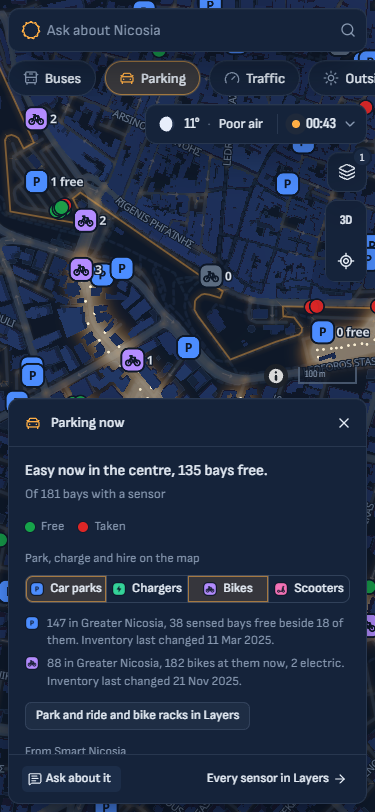 Ask about Nicosia
Buses
Parking
Traffic
11°
·
Poor air
00:43
2
ΝΟΗΣ
LEDR
1
1 free
P
2
RIGENIS ΡΗΓΑΙΝΗΣ
3D
3
P
0
P
0 free
ULI
P
1
P
100 m
Parking now
Easy now in the centre, 135 bays free.
Of 181 bays with a sensor
Free
Taken
Park, charge and hire on the map
P Car parks
Chargers
Bikes
Scooters
P 147 in Greater Nicosia, 38 sensed bays free beside 18 of
them. Inventory last changed 11 Mar 2025.
88 in Greater Nicosia, 182 bikes at them now, 2 electric.
Inventory last changed 21 Nov 2025.
Park and ride and bike racks in Layers
From Smart Nicosia
Ask about it
Every sensor in Layers